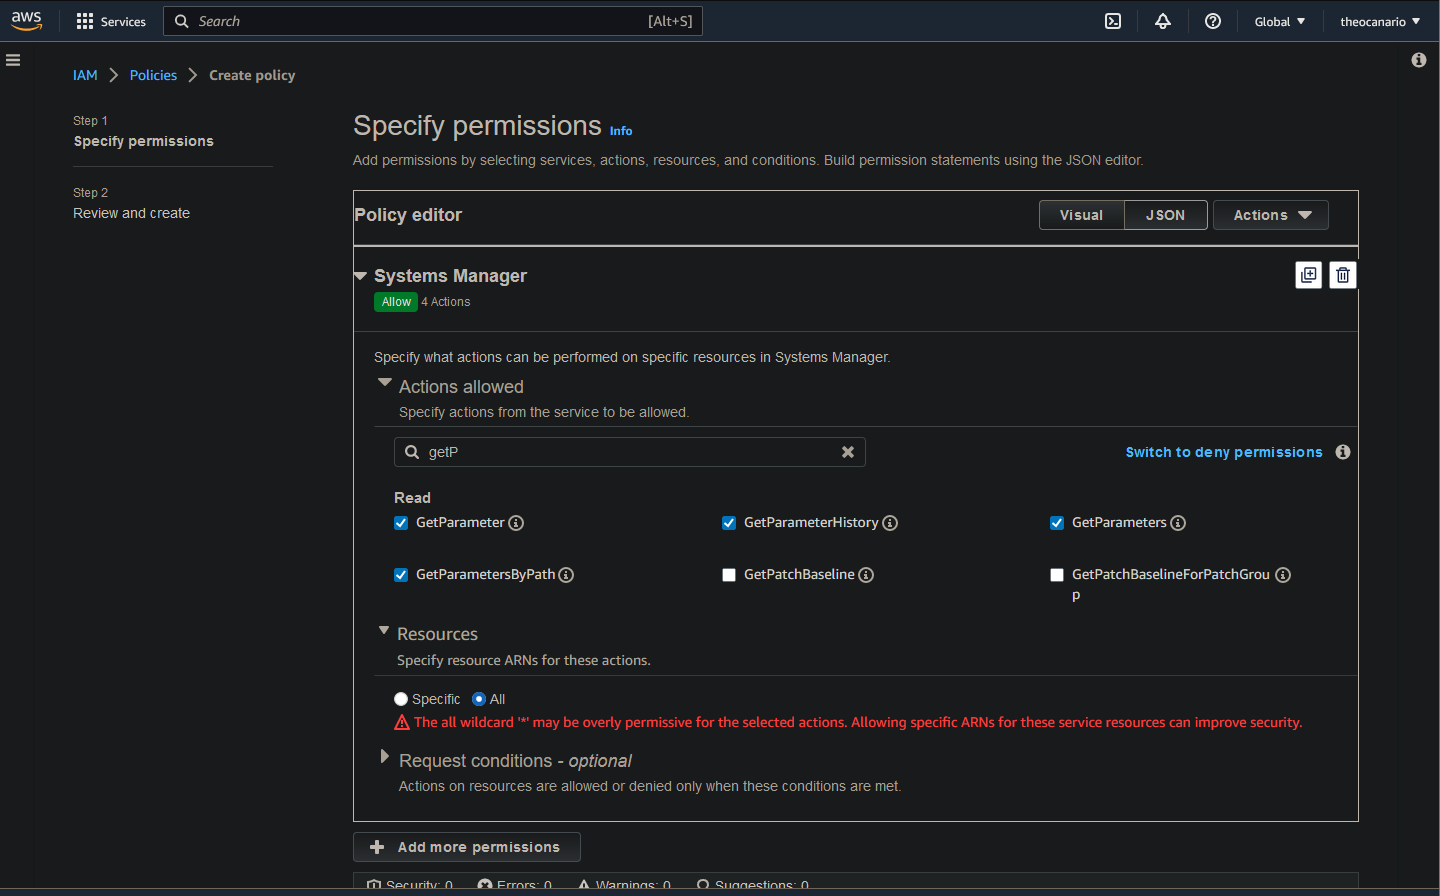 aws
Services
Search
[Alt+S]
Global
theocanario
IAM
Policies
Create policy
Step 1
Specify permissions
Step 2
Review and create
Specify permissions Info
Add permissions by selecting services, actions, resources, and conditions. Build permission statements using the JSON editor.
Policy editor
Visual
JSON
Actions
Systems Manager
Allow 4 Actions
Specify what actions can be performed on specific resources in Systems Manager.
Actions allowed
Specify actions from the service to be allowed.
getP
Switch to deny permissions
Read
GetParameter
GetParameterHistory
GetParameters
GetParametersByPath
GetPatchBaseline
GetPatchBaselineForPatchGrou
p
Resources
Specify resource ARNs for these actions.
Specific
All
The all wildcard '*' may be overly permissive for the selected actions. Allowing specific ARNs for these service resources can improve security.
Request conditions - optional
Actions on resources are allowed or denied only when these conditions are met.
Add more permissions
Security: 0
Errors: 0
Warnings: 0
Suggestions: 0